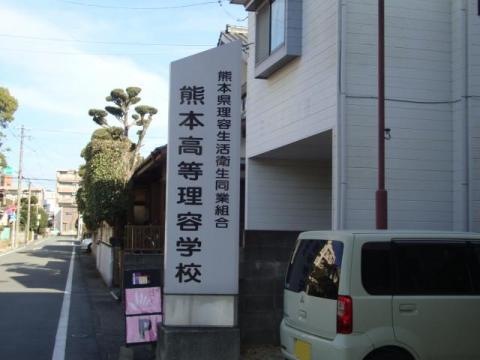 熊本県理容生活衛生同業組合
熊本高等理容学校
P